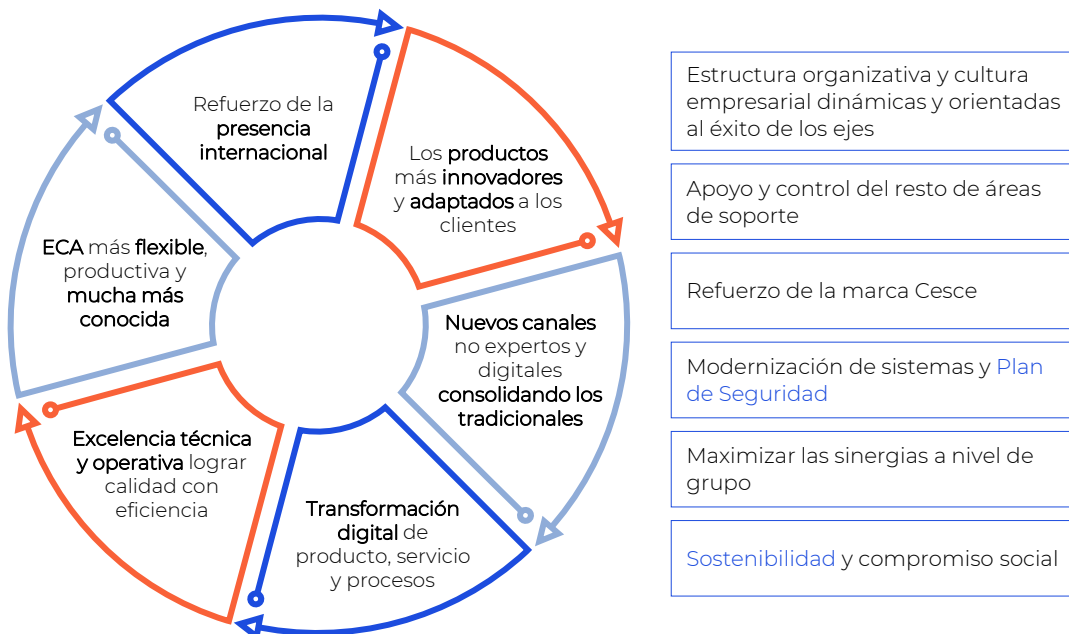 Refuerzo de la
presencia
internacional
Los productos
más innovadores
y adaptados a los
clientes
Nuevos canales
no expertos y
digitales
consolidando los
tradicionales
Transformación
digital de
producto, servicio
y procesos
Excelencia técnica
y operativa lograr
calidad con
eficiencia
ECA más flexible,
productiva y
mucha más
conocida
Estructura organizativa y cultura
empresarial dinámicas y orientadas
al éxito de los ejes
Apoyo y control del resto de áreas
de soporte
Refuerzo de la marca Cesce
Modernización de sistemas y Plan
de Seguridad
Maximizar las sinergias a nivel de
grupo
Sostenibilidad y compromiso social